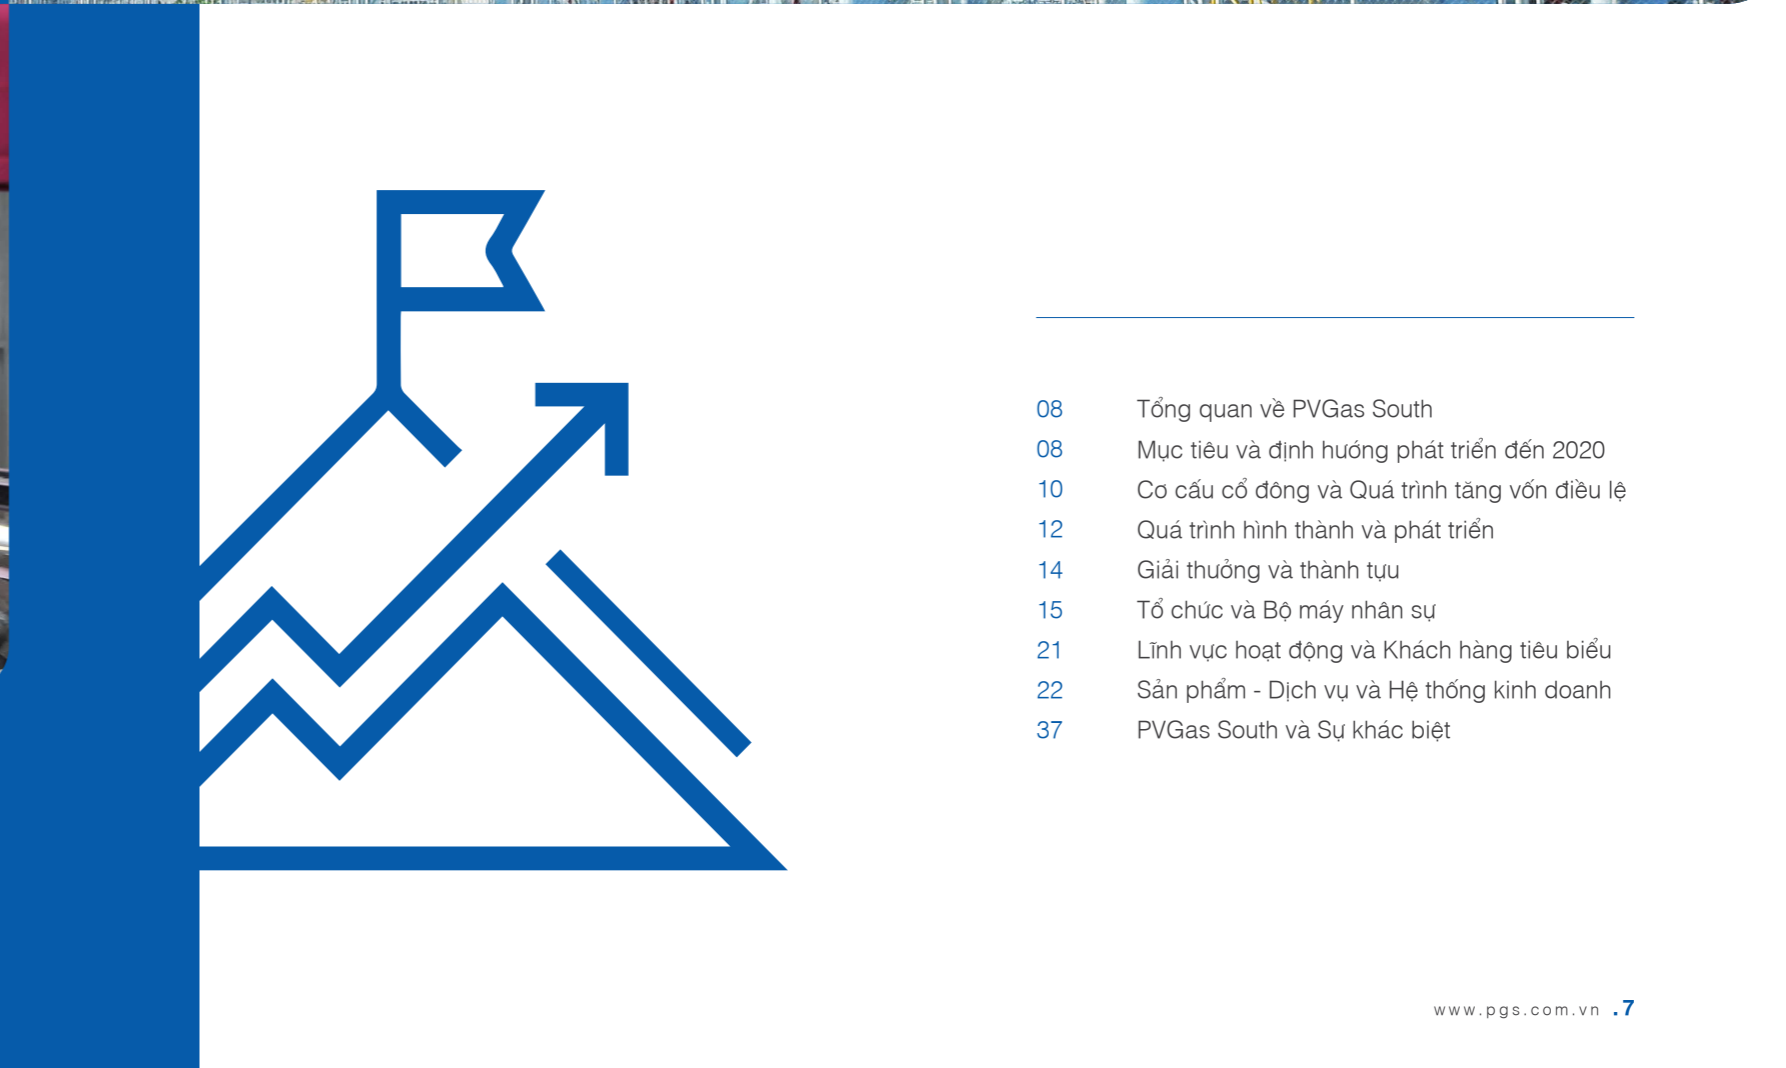 08 Tổng quan về PVGas South
08 Mục tiêu và định hướng phát triển đến 2020
10 Cơ cấu cổ đông và Quá trình tăng vốn điều lệ
12 Quá trình hình thành và phát triển
14 Giải thưởng và thành tựu
15 Tổ chức và Bộ máy nhân sự
21 Lĩnh vực hoạt động và Khách hàng tiêu biểu
22 Sản phẩm - Dịch vụ và Hệ thống kinh doanh
37 PVGas South và Sự khác biệt
www.pgs.com.vn .7